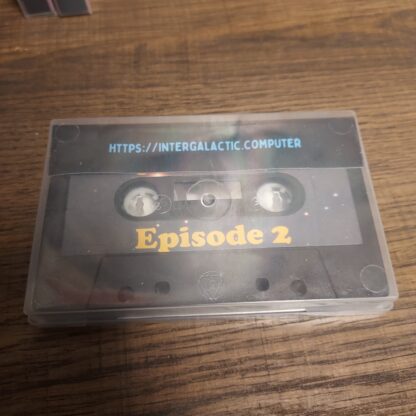 HTTPS://INTERGALACTIC.COMPUTER
Episode 2